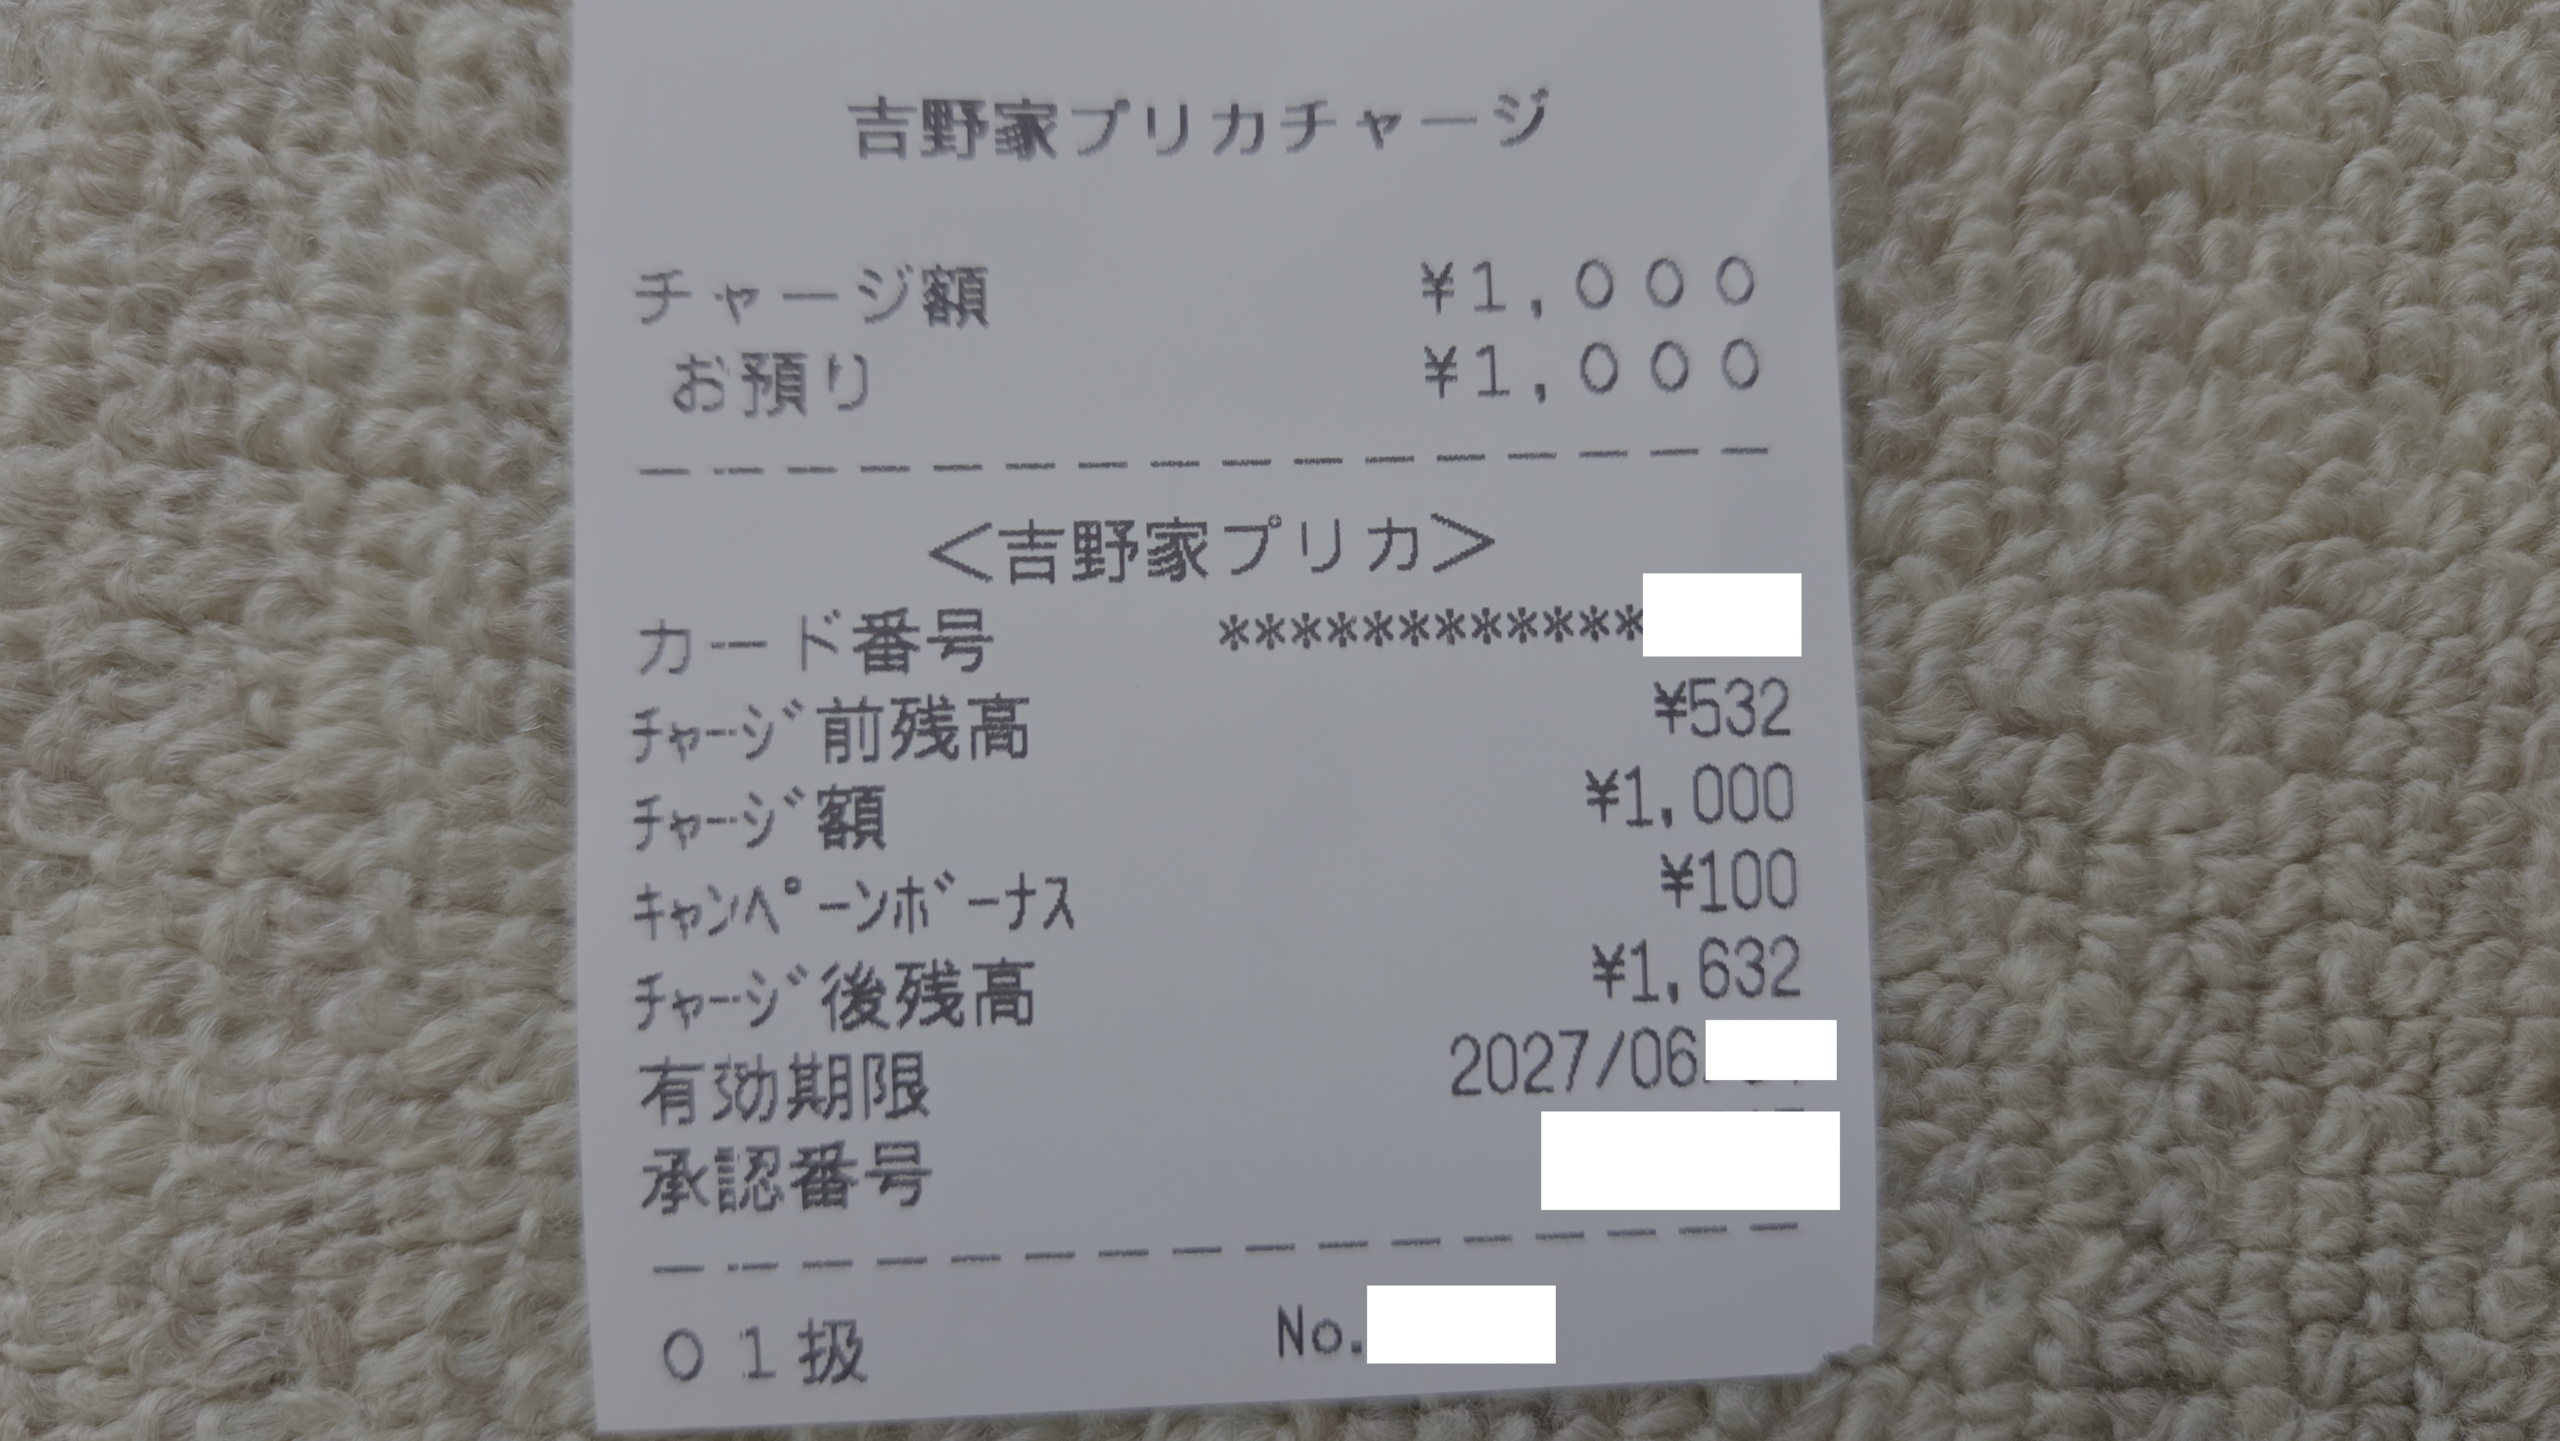 吉野家プリカチャージ
チャージ額 ¥1,000
お預り ¥1,000
<吉野家プリカ>
カード番号 ************
ﾁｬｰｼﾞ前残高 ¥532
ﾁｬｰｼﾞ額 ¥1,000
ｷｬﾝﾍﾟｰﾝﾎﾞｰﾅｽ ¥100
ﾁｬｰｼﾞ後残高 ¥1,632
有効期限 2027/06
承認番号
01扱 No.